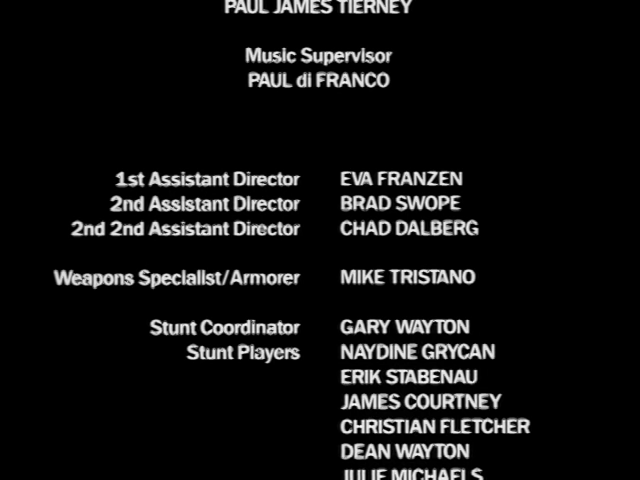 PAUL JAMES TIERNEY
Music Supervisor
PAUL di FRANCO
1st Assistant Director EVA FRANZEN
2nd Assistant Director BRAD SWOPE
2nd 2nd Assistant Director CHAD DALBERG
Weapons Specialist/Armorer MIKE TRISTANO
Stunt Coordinator GARY WAYTON
Stunt Players NAYDINE GRYCAN
ERIK STABENAU
JAMES COURTNEY
CHRISTIAN FLETCHER
DEAN WAYTON
JULIE MICHAELS